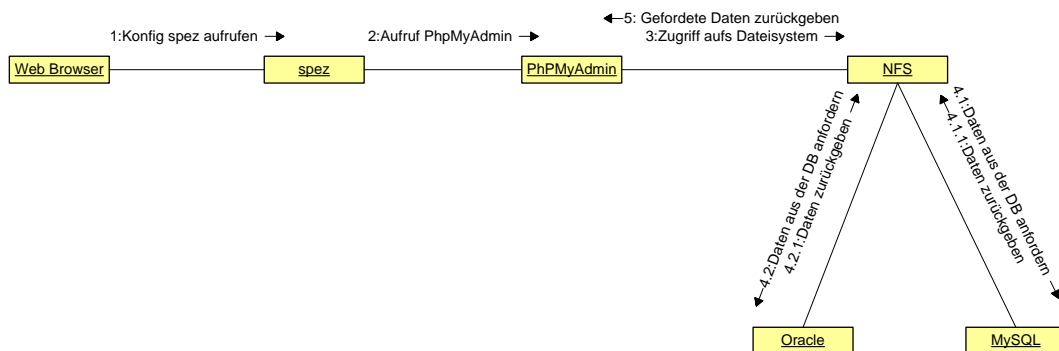 5: Gefordete Daten zurückgeben
1:Konfig spez aufrufen
2:Aufruf PhpMyAdmin
3:Zugriff aufs Dateisystem
Web Browser
spez
PhPMyAdmin
NFS
4.2:Daten aus der DB anfordern
4.2.1:Daten zurückgeben
4.1:Daten aus der DB anfordern
4.1.1:Daten zurückgeben
Oracle
MySQL